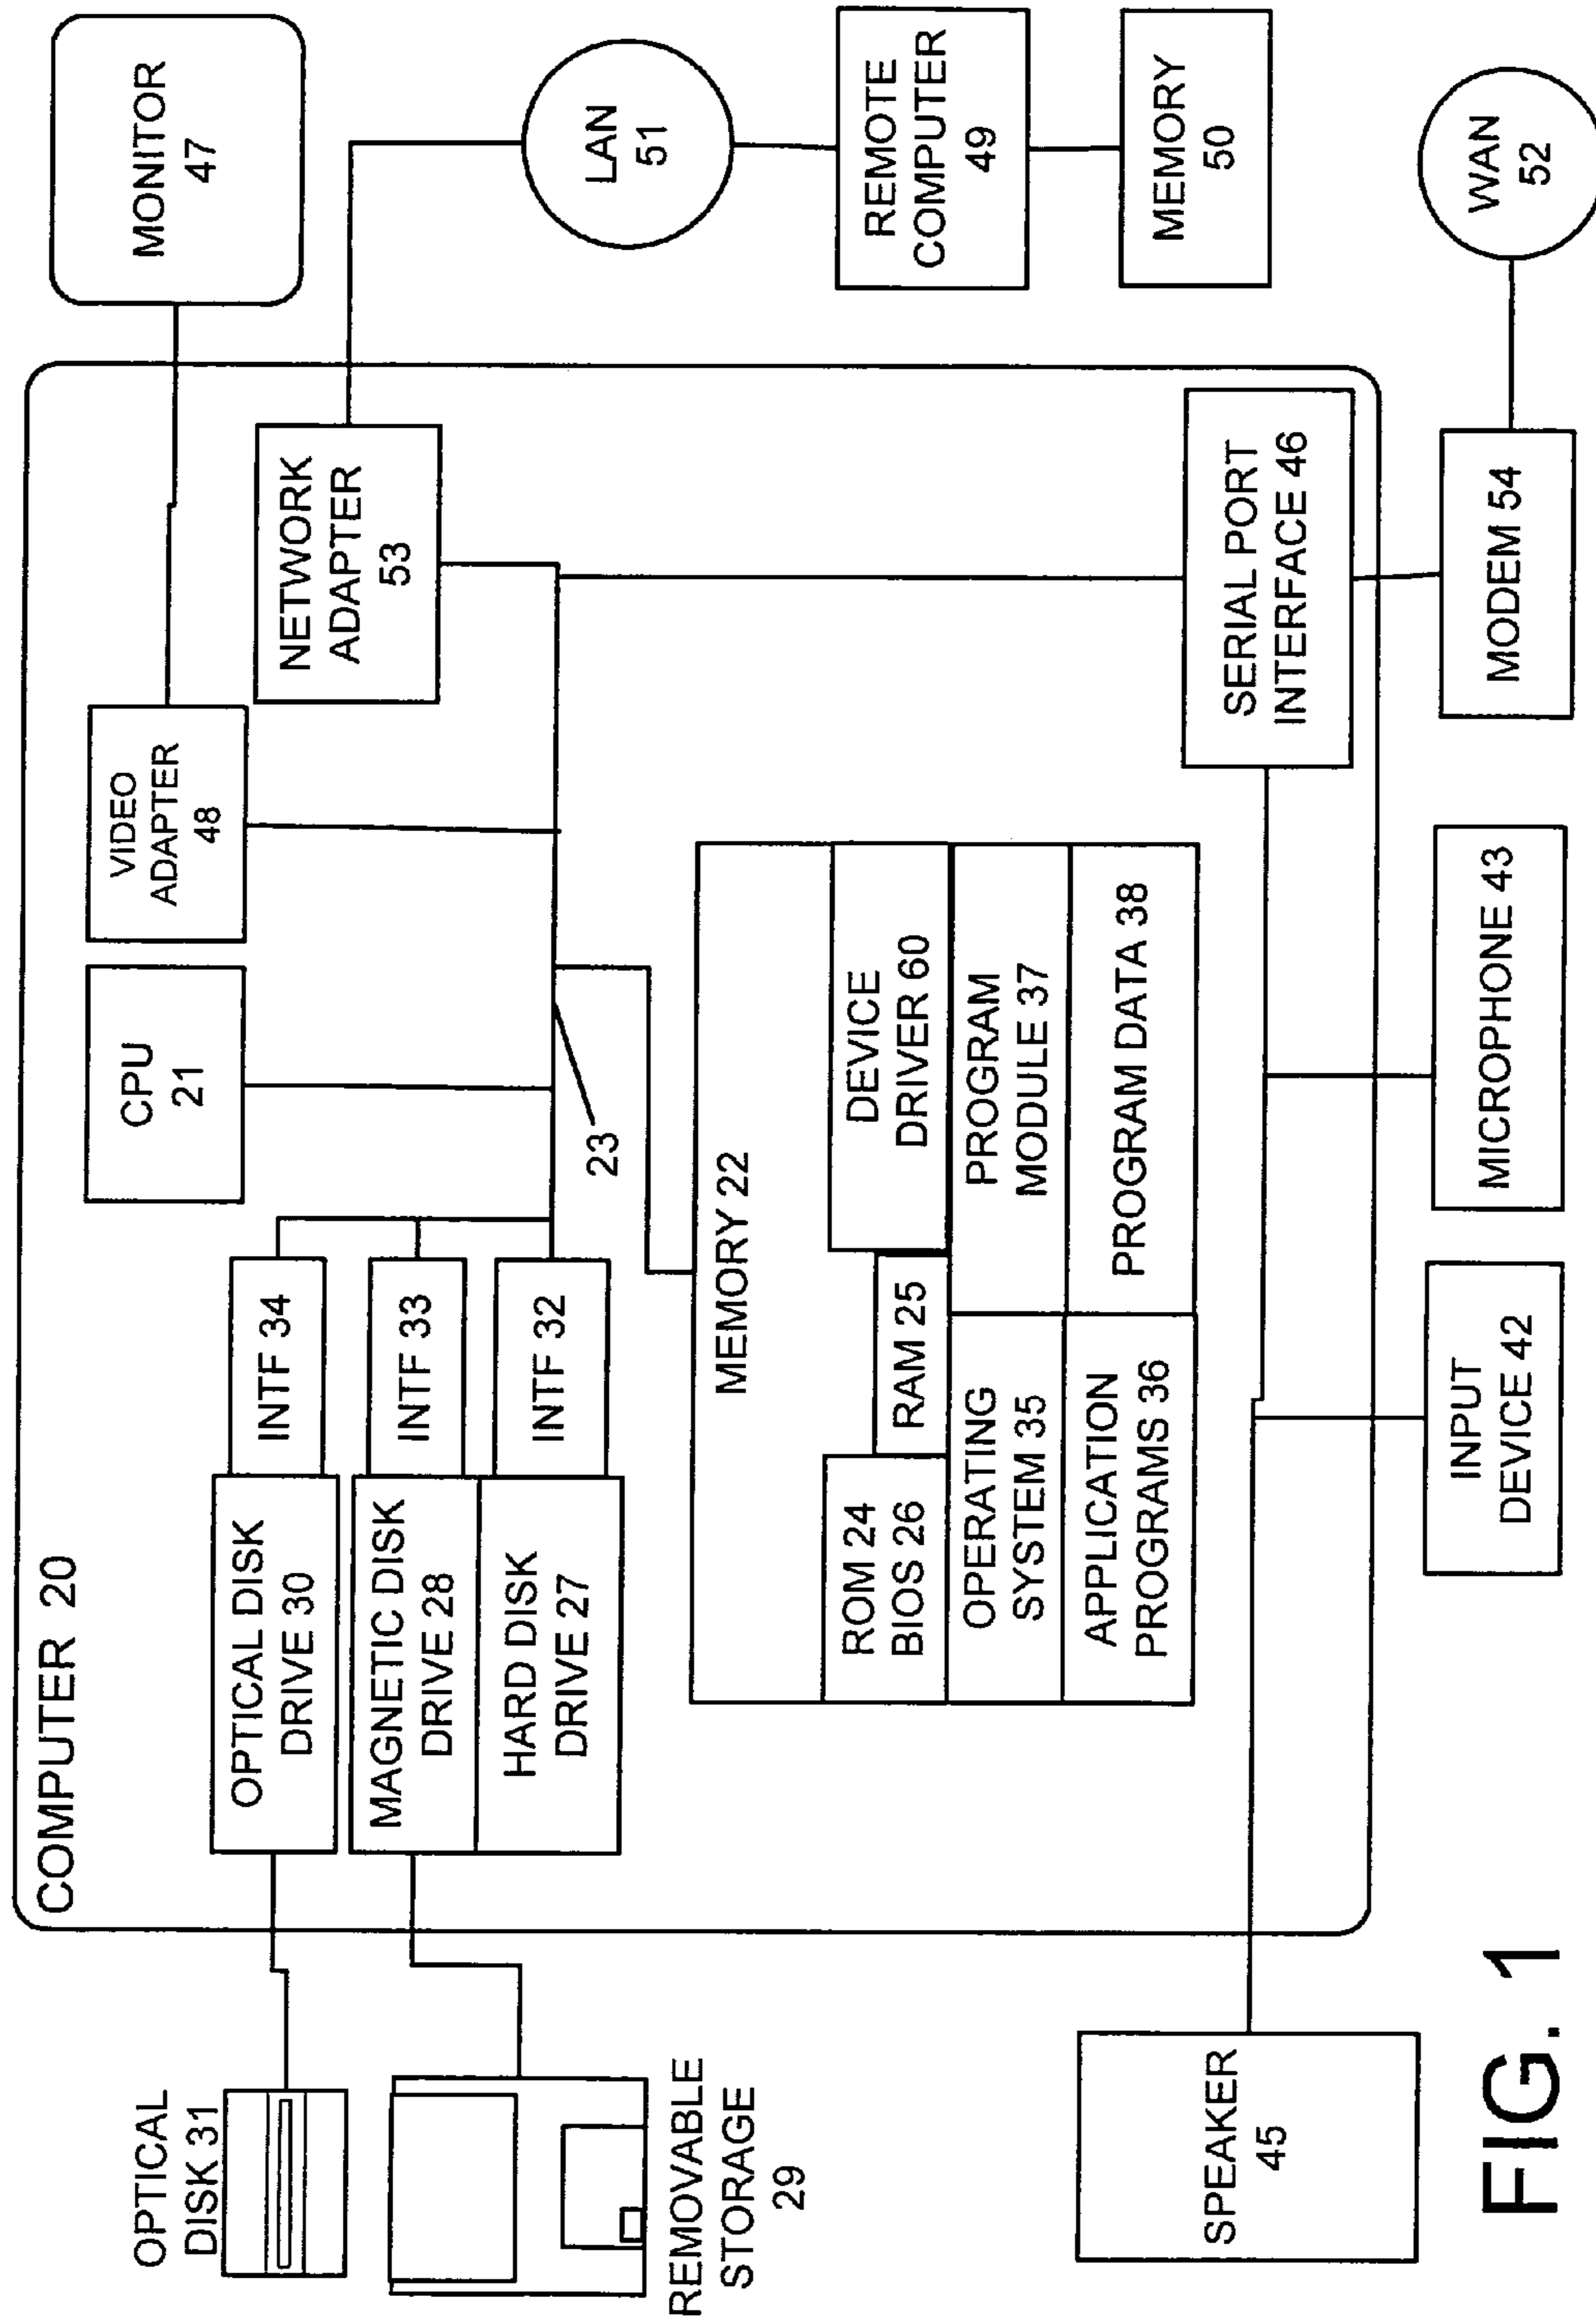 COMPUTER 20
MONITOR
47
VIDEO
ADAPTER
48
CPU
21
NETWORK
ADAPTER
53
OPTICAL
DISK 31
OPTICAL DISK
DRIVE 30
INTF 34
MAGNETIC DISK
DRIVE 28
INTF 33
HARD DISK
DRIVE 27
INTF 32
23
LAN
51
REMOVABLE
STORAGE
29
MEMORY 22
ROM 24
BIOS 26
RAM 25
DEVICE
DRIVER 60
OPERATING
SYSTEM 35
PROGRAM
MODULE 37
APPLICATION
PROGRAMS 36
PROGRAM DATA 38
REMOTE
COMPUTER
49
MEMORY
50
SERIAL PORT
INTERFACE 46
SPEAKER
45
INPUT
DEVICE 42
MICROPHONE 43
MODEM 54
WAN
52
FIG. 1